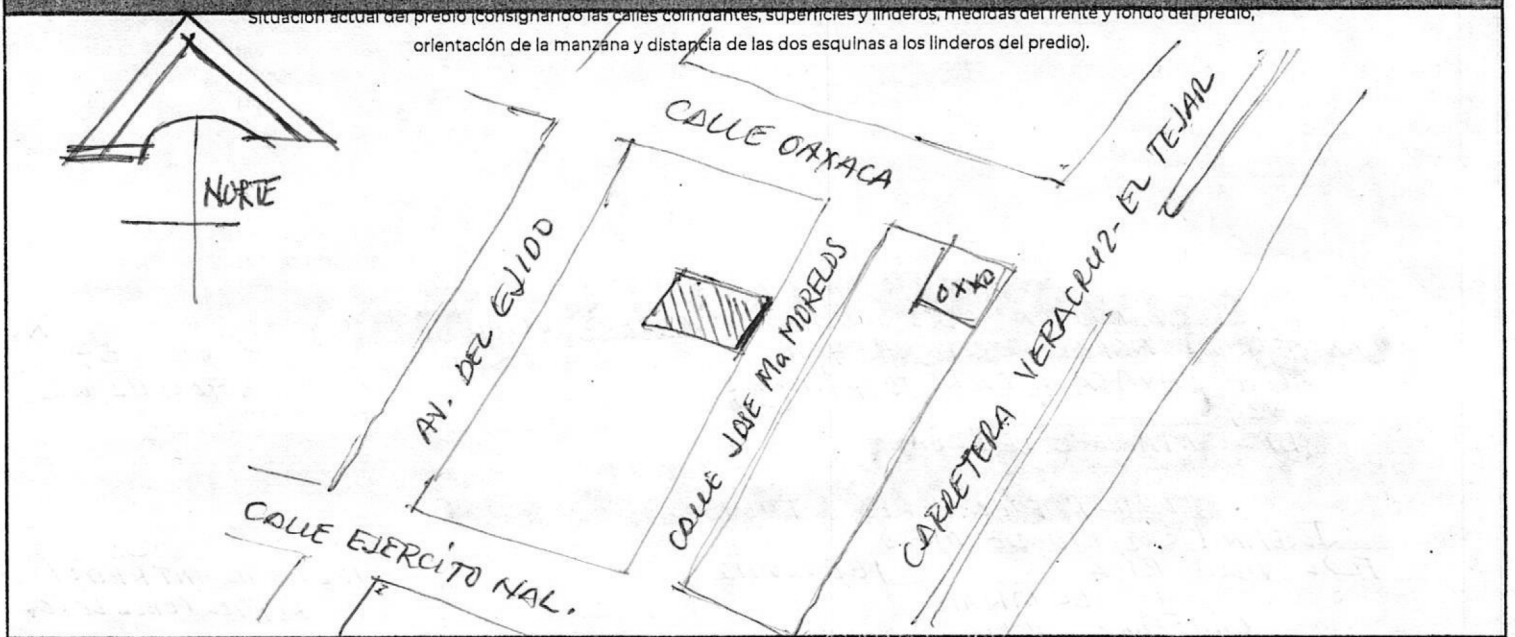 Situación actual del predio (consignando las calles colindantes, superficies y linderos, medidas del frente y fondo del predio,
orientación de la manzana y distancia de las dos esquinas a los linderos del predio).
NORTE
CALLE OAXACA
AV. DEL EJIDO
OXXO
CALLE JOSE Ma MORELOS
CARRETERA VERACRUZ - EL TEJAR
CALLE EJERCITO NAL.